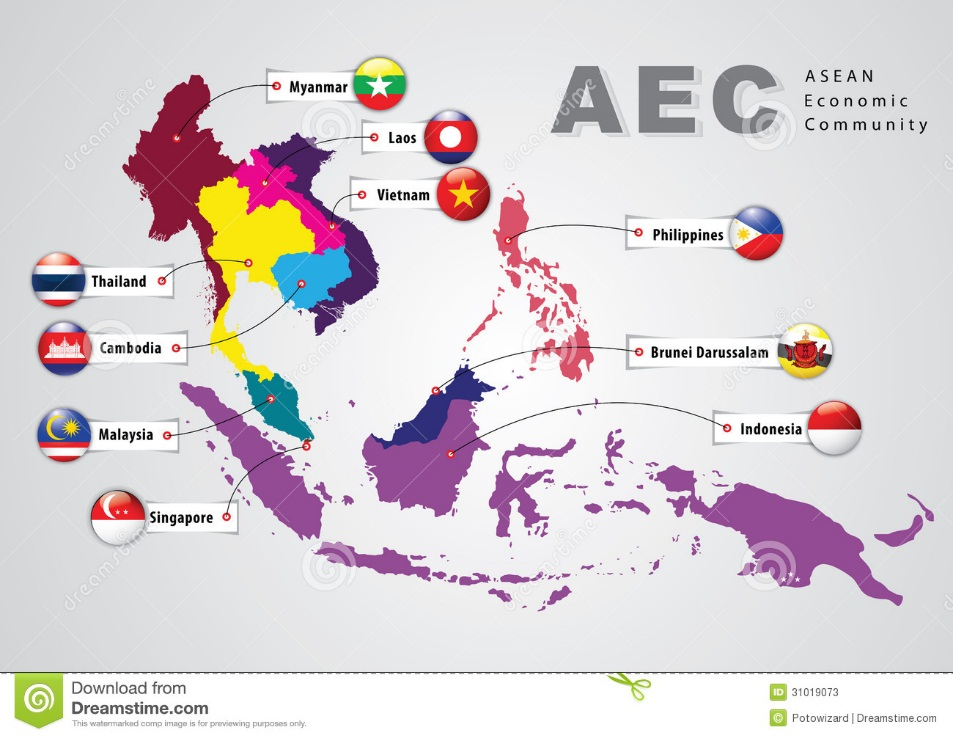 AEC
ASEAN
Economic
Community
Myanmar
Laos
Vietnam
Philippines
Thailand
Cambodia
Brunei Darussalam
Malaysia
Indonesia
Singapore
dreamstime
Download from
Dreamstime.com
This watermarked comp image is for previewing purposes only.
ID 31019073
© Potowizard | Dreamstime.com